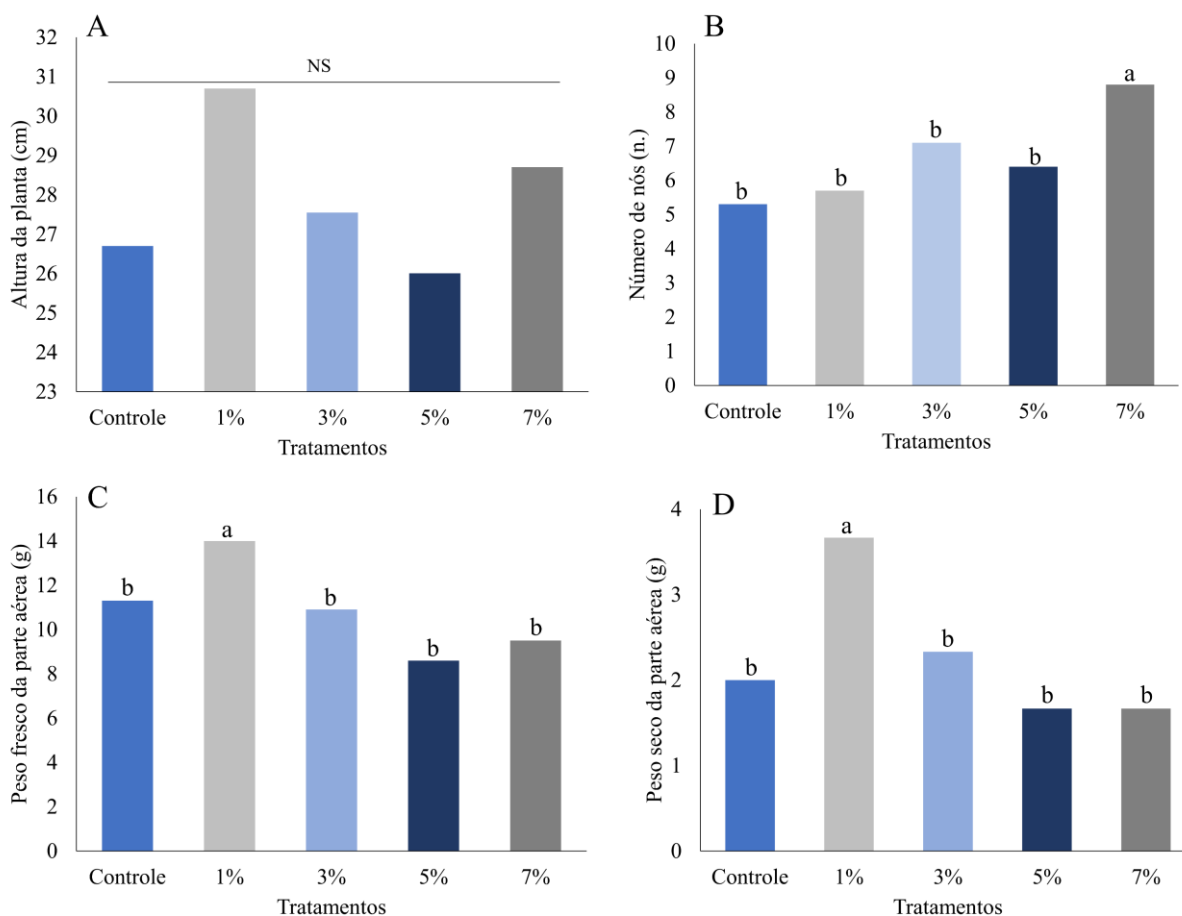 A
Altura da planta (cm)
32
31
30
29
28
27
26
25
24
23
NS
Controle 1% 3% 5% 7%
Tratamentos
B
Número de nós (n.)
10
9
8
7
6
5
4
3
2
1
0
b b b b a
Controle 1% 3% 5% 7%
Tratamentos
C
Peso fresco da parte aérea (g)
16
14
12
10
8
6
4
2
0
b a b b b
Controle 1% 3% 5% 7%
Tratamentos
D
Peso seco da parte aérea (g)
4
3
2
1
0
b a b b b
Controle 1% 3% 5% 7%
Tratamentos